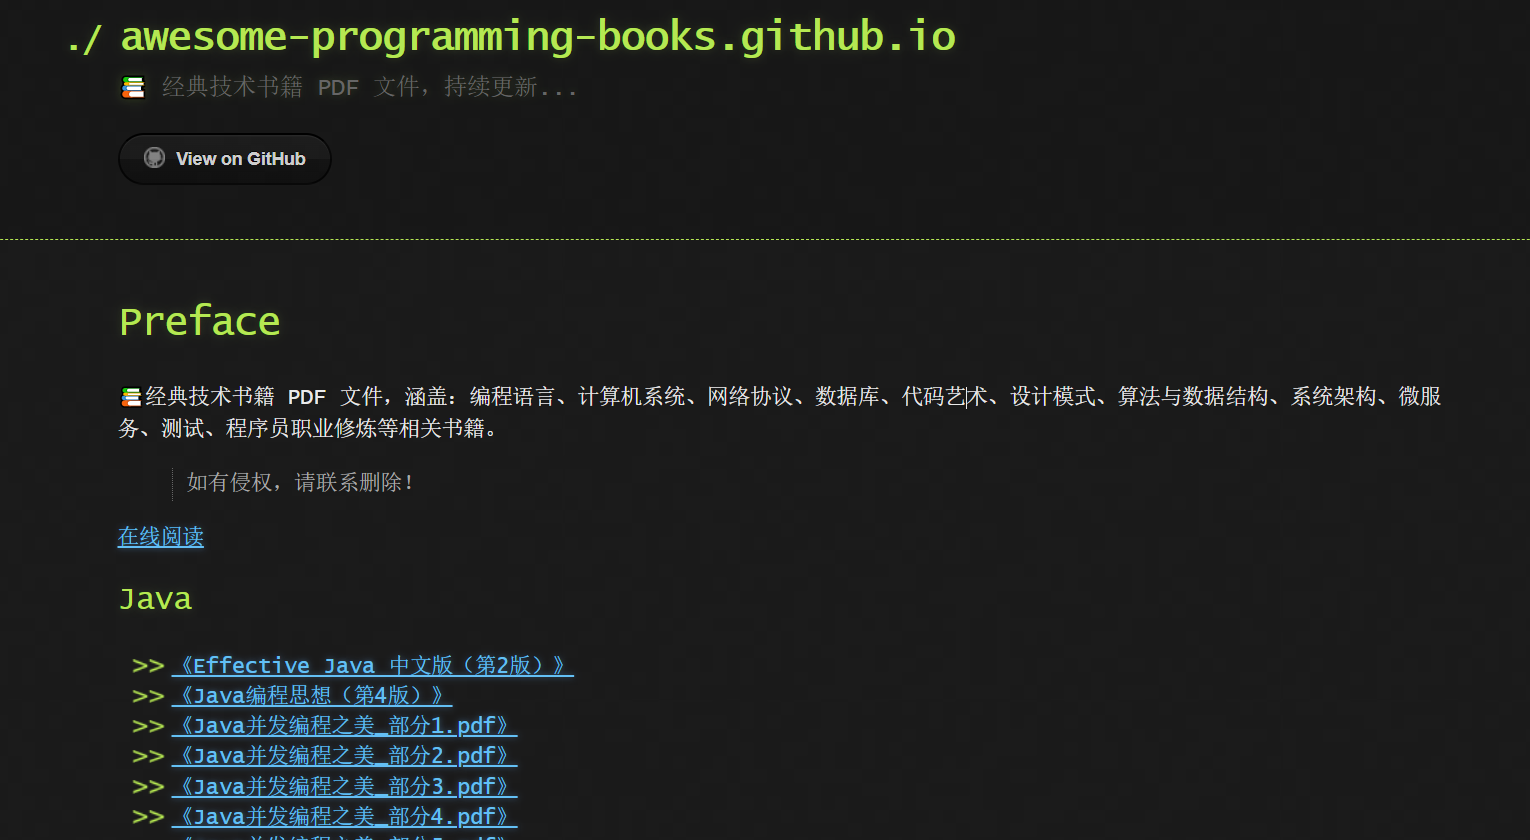 ./ awesome-programming-books.github.io
📚 经典技术书籍 PDF 文件，持续更新...
View on GitHub
Preface
📚经典技术书籍 PDF 文件，涵盖：编程语言、计算机系统、网络协议、数据库、代码艺术、设计模式、算法与数据结构、系统架构、微服
务、测试、程序员职业修炼等相关书籍。
如有侵权，请联系删除！
在线阅读
Java
>> 《Effective Java 中文版（第2版）》
>> 《Java编程思想（第4版）》
>> 《Java并发编程之美_部分1.pdf》
>> 《Java并发编程之美_部分2.pdf》
>> 《Java并发编程之美_部分3.pdf》
>> 《Java并发编程之美_部分4.pdf》